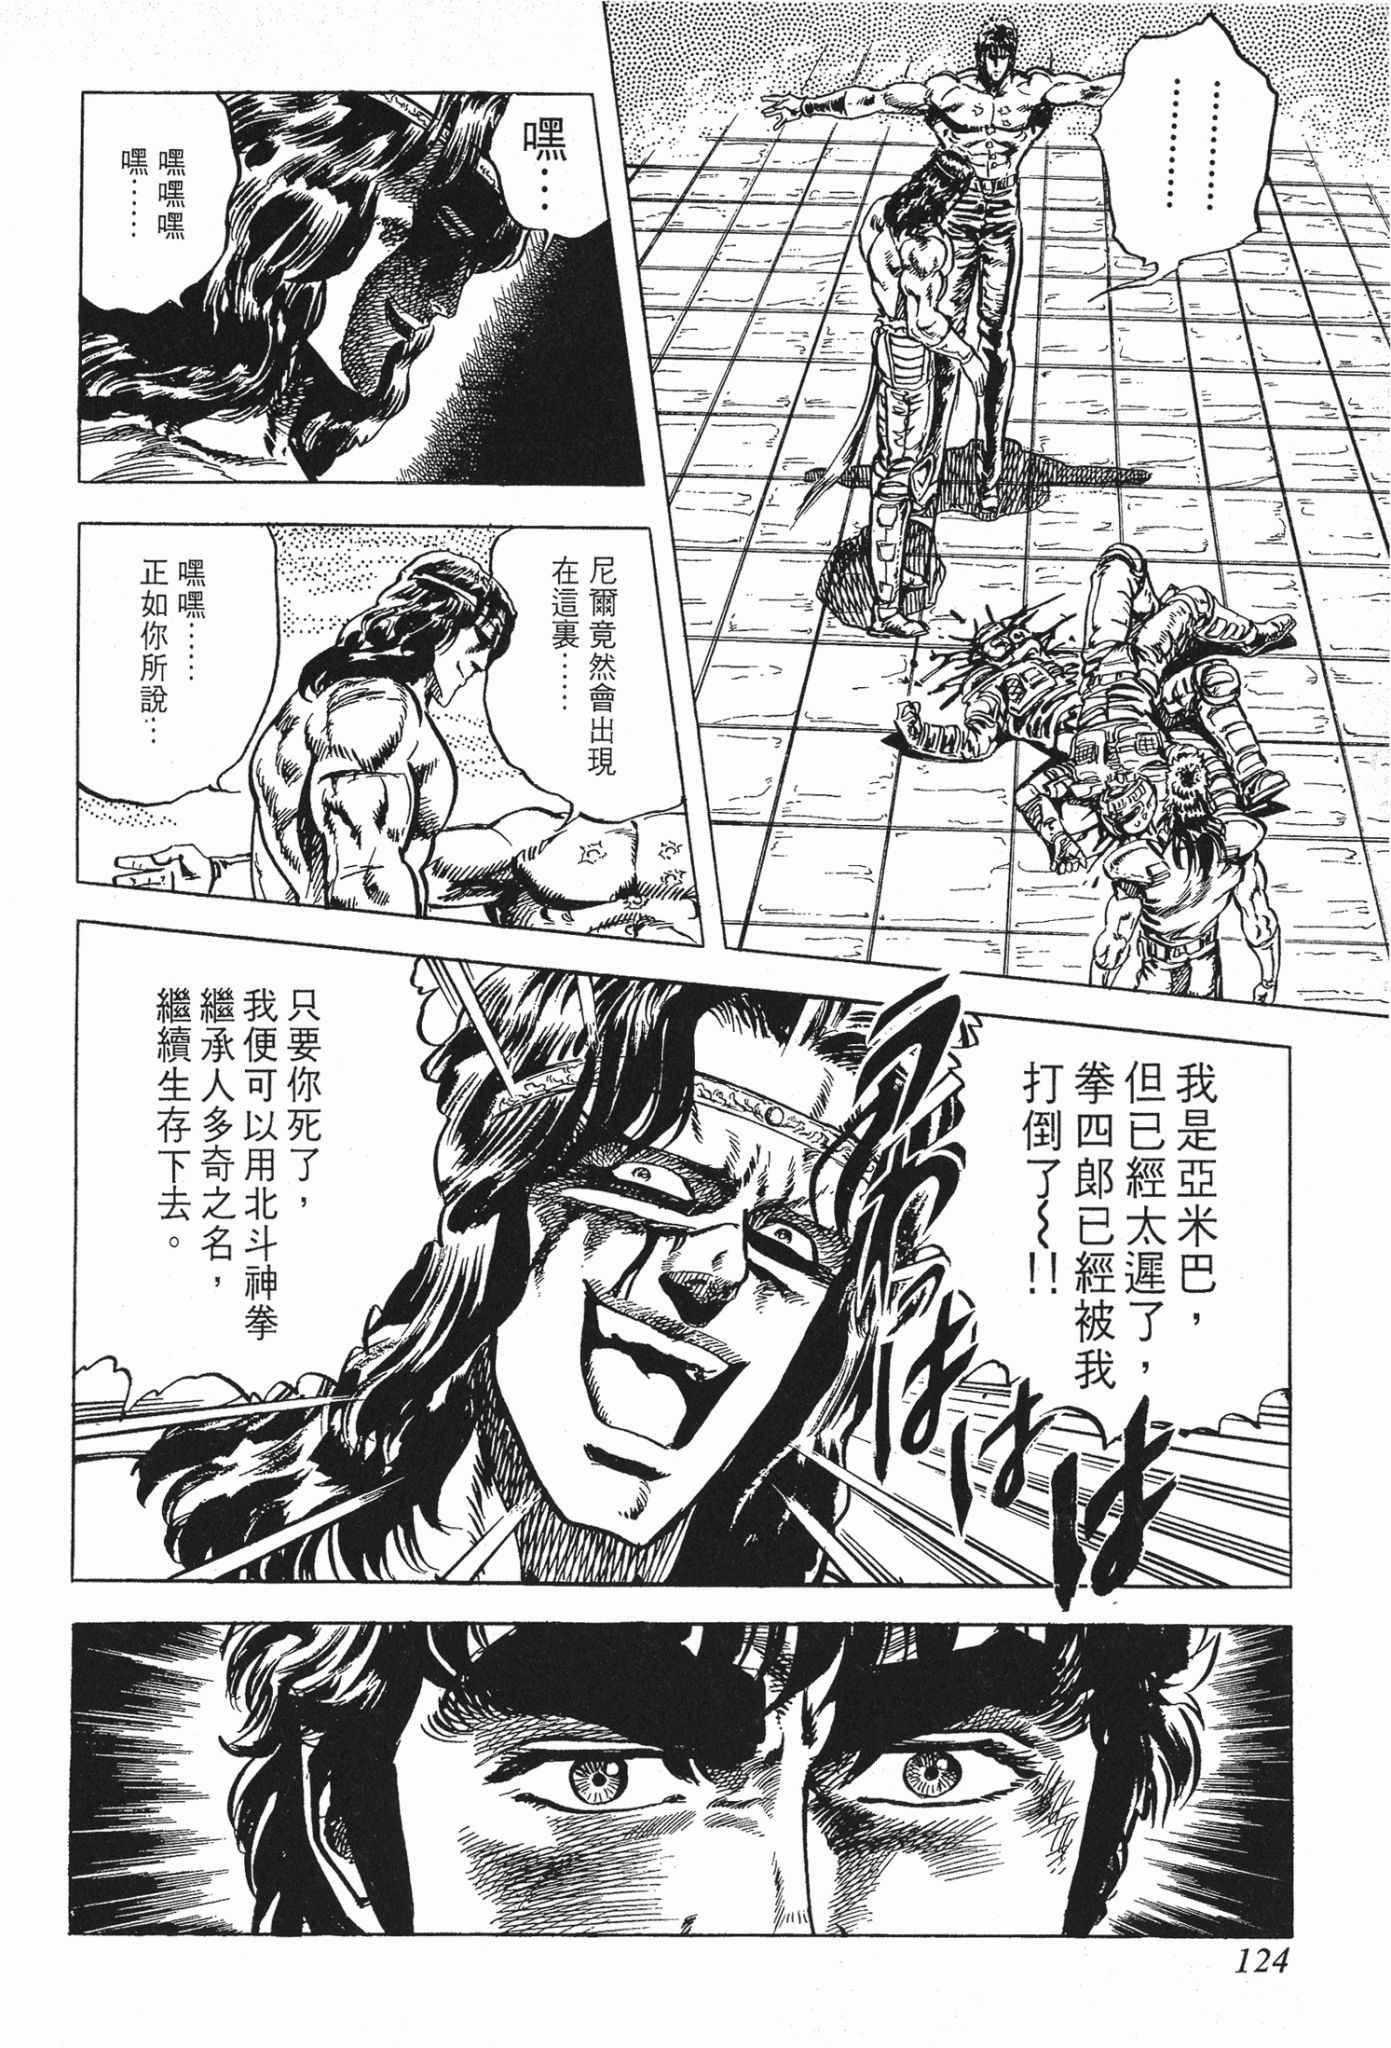 …………
…………
嘿…
嘿嘿嘿
嘿……
尼爾竟然會出現
在這裏……
嘿嘿……
正如你所說…
我是亞米巴，
但已經太遲了，
拳四郎已經被我
打倒了〜!!
はははは
只要你死了，
我便可以用北斗神拳
繼承人多奇之名，
繼續生存下去。
124